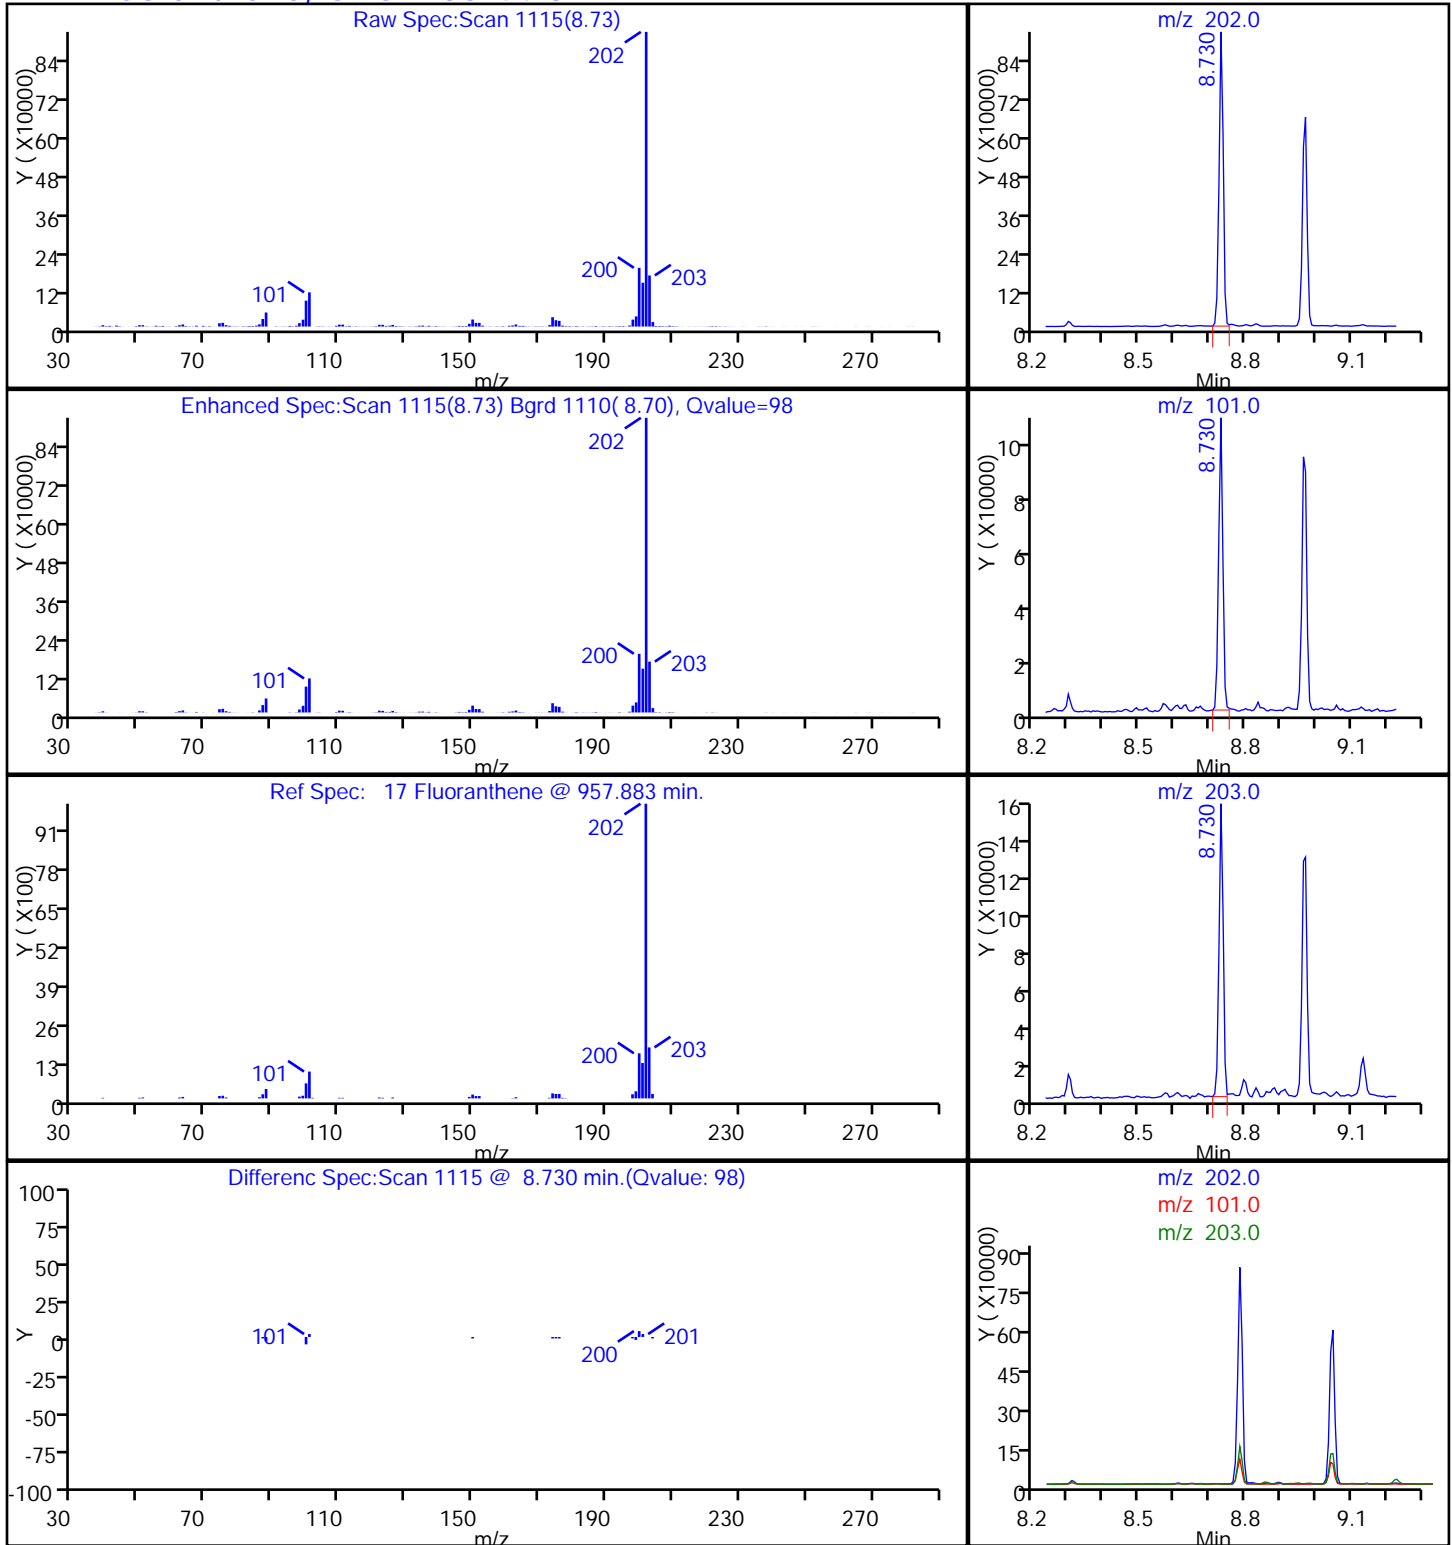 Raw Spec:Scan 1115(8.73)
Y ( X10000)
84
72
60
48
36
24
12
0
202
200
203
101
30 70 110 150 190 230 270
m/z
m/z 202.0
Y ( X10000)
84
72
60
48
36
24
12
0
8.730
8.2 8.5 8.8 9.1
Min
Enhanced Spec:Scan 1115(8.73) Bgrd 1110( 8.70), Qvalue=98
Y ( X10000)
84
72
60
48
36
24
12
0
202
200
203
101
30 70 110 150 190 230 270
m/z
m/z 101.0
Y ( X10000)
10
8
6
4
2
0
8.730
8.2 8.5 8.8 9.1
Min
Ref Spec: 17 Fluoranthene @ 957.883 min.
Y ( X100)
91
78
65
52
39
26
13
0
202
200
203
101
30 70 110 150 190 230 270
m/z
m/z 203.0
Y ( X10000)
16
14
12
10
8
6
4
2
0
8.730
8.2 8.5 8.8 9.1
Min
Differenc Spec:Scan 1115 @ 8.730 min.(Qvalue: 98)
Y
100
75
50
25
0
-25
-50
-75
-100
101
200
201
30 70 110 150 190 230 270
m/z
m/z 202.0
m/z 101.0
m/z 203.0
Y ( X10000)
90
75
60
45
30
15
0
8.2 8.5 8.8 9.1
Min